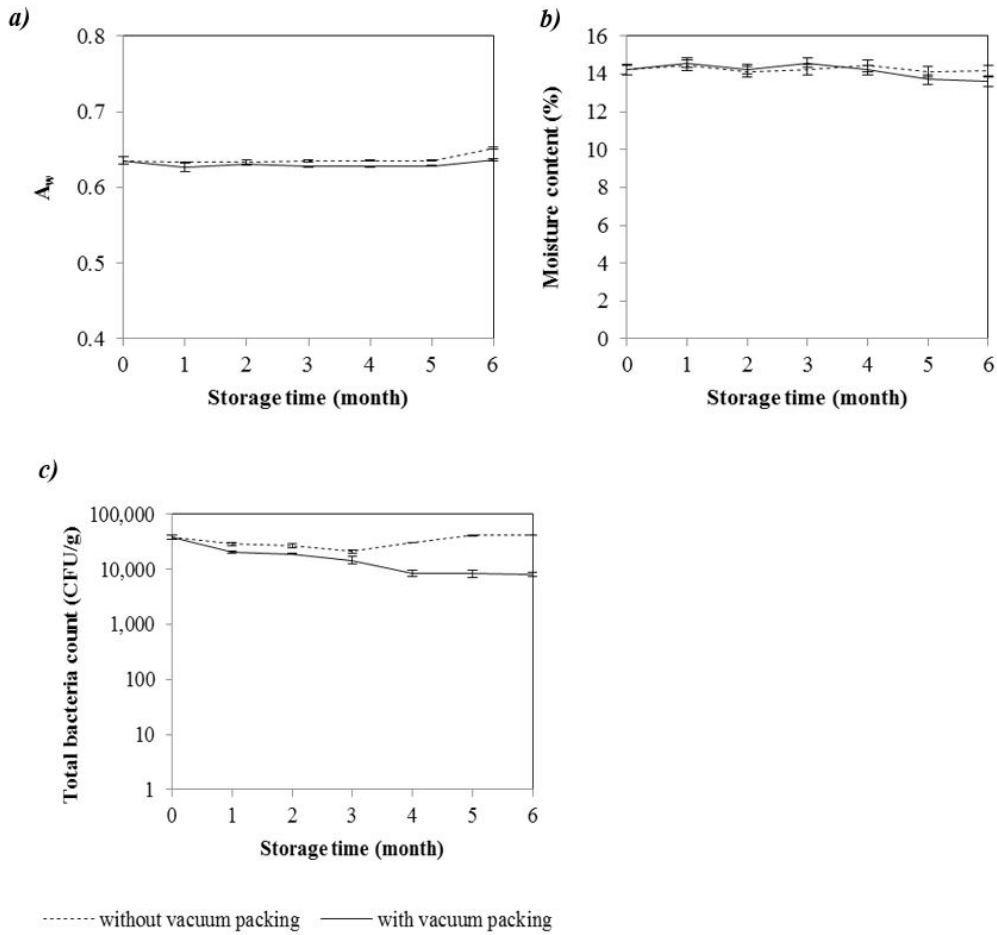 a)
0.8
0.7
0.6
0.5
0.4
0 1 2 3 4 5 6
A_w
Storage time (month)
b)
16
14
12
10
8
6
4
2
0
0 1 2 3 4 5 6
Moisture content (%)
Storage time (month)
c)
100,000
10,000
1,000
100
10
1
0 1 2 3 4 5 6
Total bacteria count (CFU/g)
Storage time (month)
without vacuum packing with vacuum packing